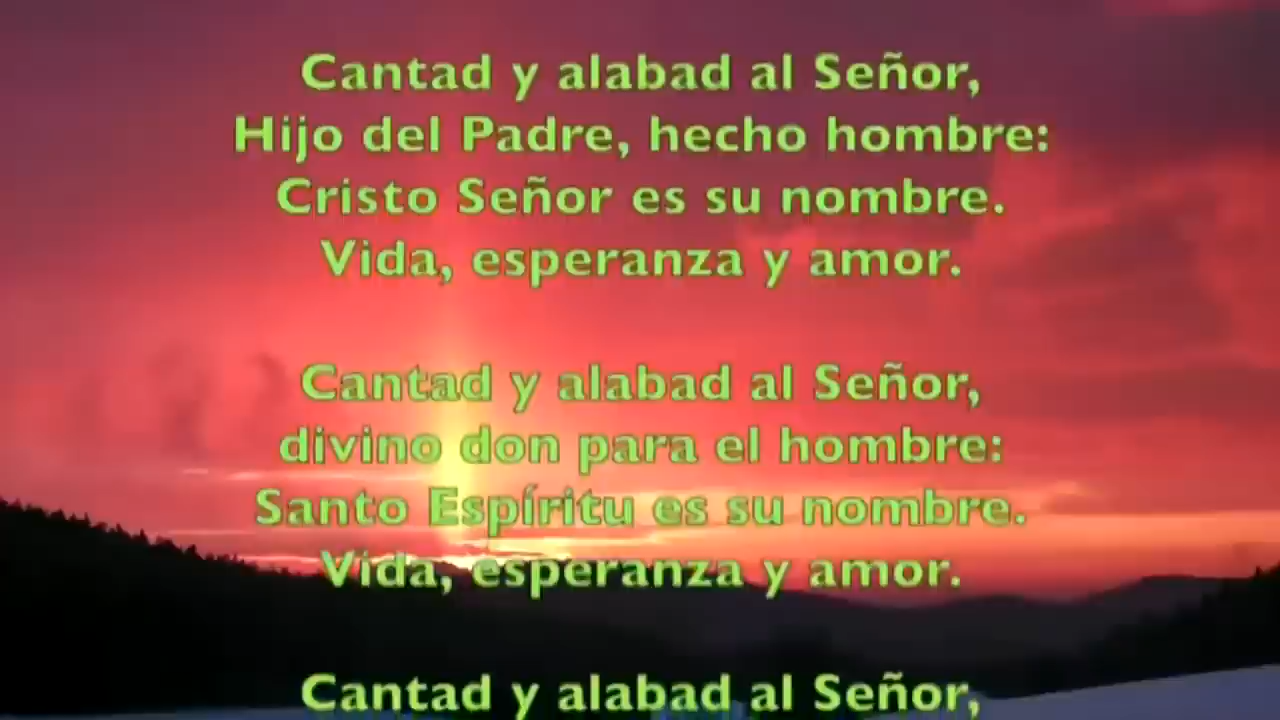 Cantad y alabad al Señor,
Hijo del Padre, hecho hombre:
Cristo Señor es su nombre.
Vida, esperanza y amor.
Cantad y alabad al Señor,
divino don para el hombre:
Santo Espíritu es su nombre.
Vida, esperanza y amor.
Cantad y alabad al Señor,